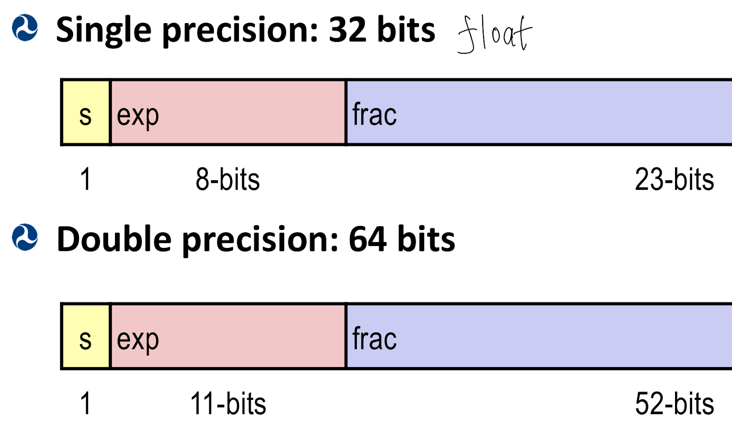 Single precision: 32 bits float
s exp frac
1 8-bits 23-bits
Double precision: 64 bits
s exp frac
1 11-bits 52-bits